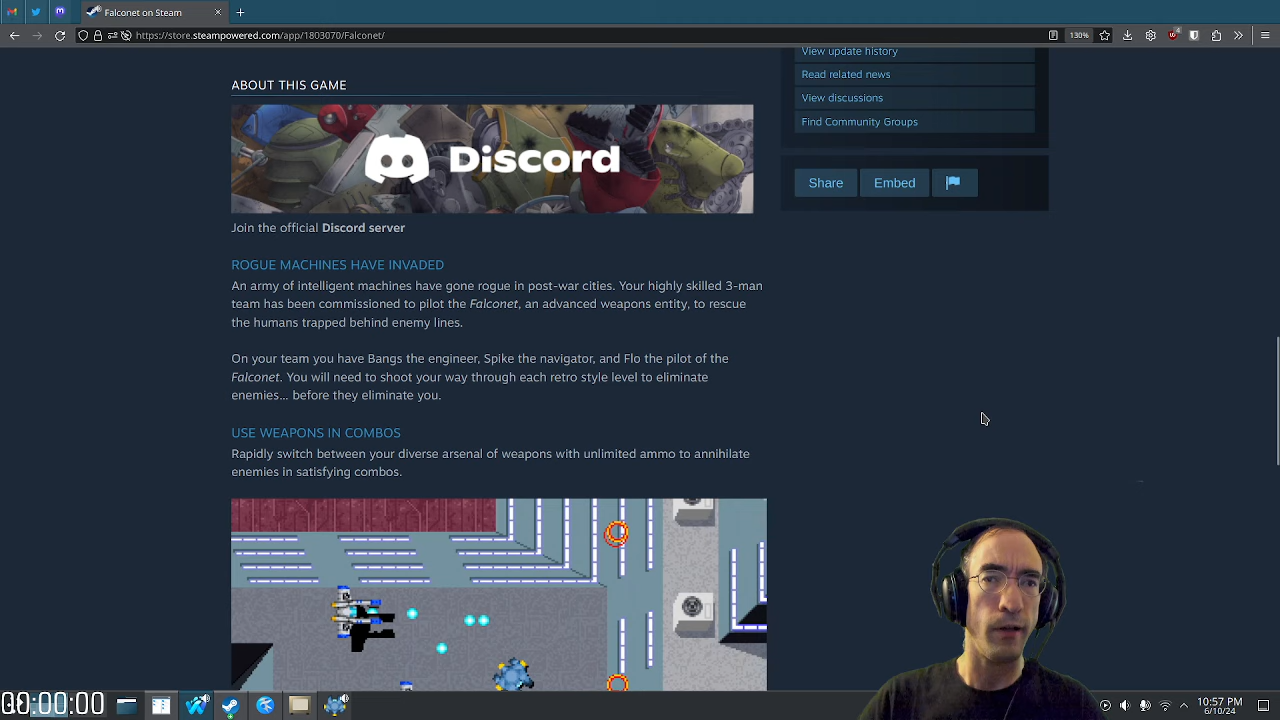 Falconet on Steam
https://store.steampowered.com/app/1803070/Falconet/
130%
4
View update history
Read related news
View discussions
Find Community Groups
Share
Embed
ABOUT THIS GAME
Discord
Join the official Discord server
ROGUE MACHINES HAVE INVADED
An army of intelligent machines have gone rogue in post-war cities. Your highly skilled 3-man
team has been commissioned to pilot the Falconet, an advanced weapons entity, to rescue
the humans trapped behind enemy lines.
On your team you have Bangs the engineer, Spike the navigator, and Flo the pilot of the
Falconet. You will need to shoot your way through each retro style level to eliminate
enemies... before they eliminate you.
USE WEAPONS IN COMBOS
Rapidly switch between your diverse arsenal of weapons with unlimited ammo to annihilate
enemies in satisfying combos.
00:00:00
10:57 PM
6/10/24